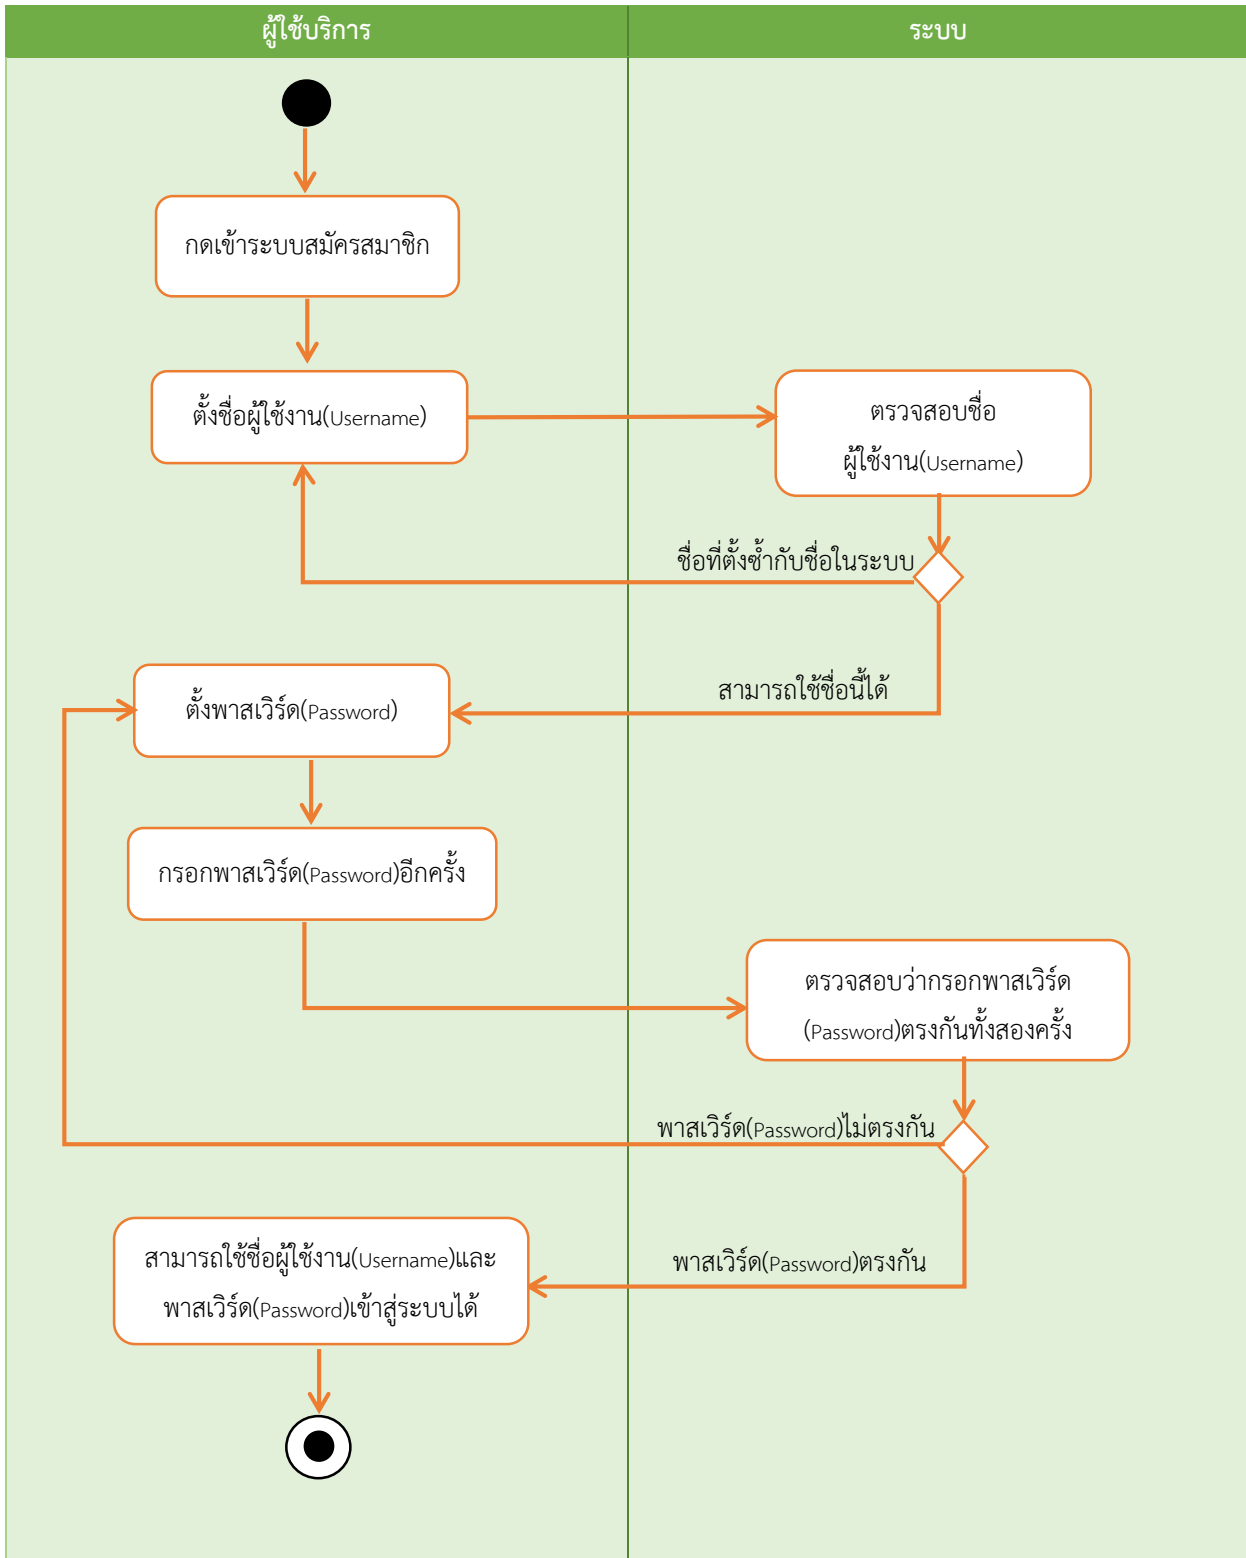 ผู้ใช้บริการ
ระบบ
กดเข้าระบบสมัครสมาชิก
ตั้งชื่อผู้ใช้งาน(Username)
ตรวจสอบชื่อ
ผู้ใช้งาน(Username)
ชื่อที่ตั้งซ้ำกับชื่อในระบบ
สามารถใช้ชื่อนี้ได้
ตั้งพาสเวิร์ด(Password)
กรอกพาสเวิร์ด(Password)อีกครั้ง
ตรวจสอบว่ากรอกพาสเวิร์ด
(Password)ตรงกันทั้งสองครั้ง
พาสเวิร์ด(Password)ไม่ตรงกัน
พาสเวิร์ด(Password)ตรงกัน
สามารถใช้ชื่อผู้ใช้งาน(Username)และ
พาสเวิร์ด(Password)เข้าสู่ระบบได้